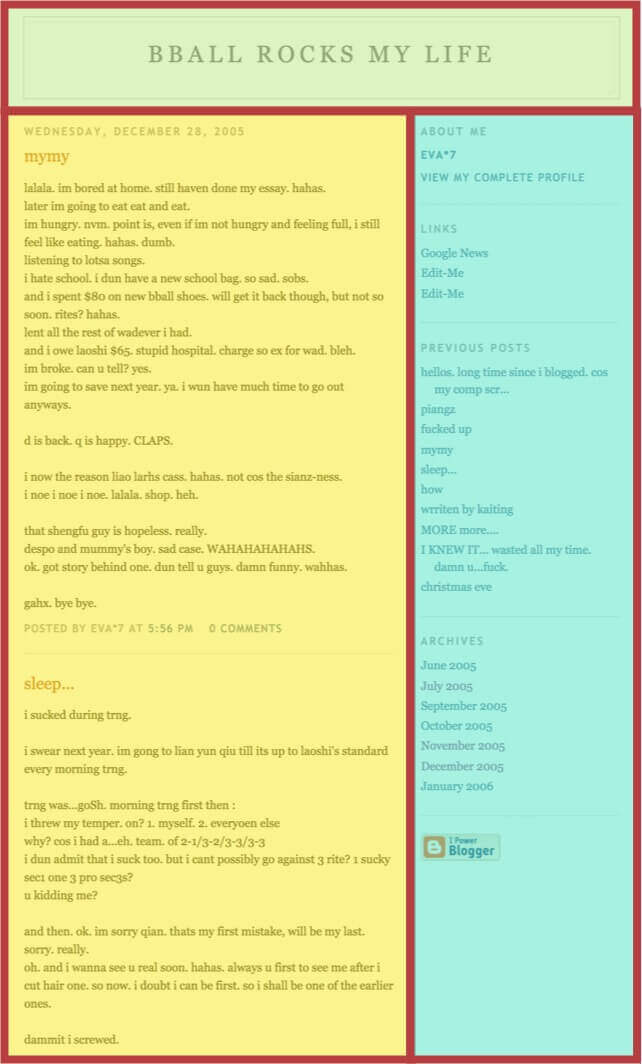 BBALL ROCKS MY LIFE
WEDNESDAY, DECEMBER 28, 2005
mymy
lalala. im bored at home. still haven done my essay. hahas.
later im going to eat eat and eat.
im hungry. nvm. point is, even if im not hungry and feeling full, i still
feel like eating. hahas. dumb.
listening to lotsa songs.
i hate school. i dun have a new school bag. so sad. sobs.
and i spent $80 on new bball shoes. will get it back though, but not so
soon. rites? hahas.
lent all the rest of wadever i had.
and i owe laoshi $65. stupid hospital. charge so ex for wad. bleh.
im broke. can u tell? yes.
im going to save next year. ya. i wun have much time to go out
anyways.
d is back. q is happy. CLAPS.
i now the reason liao larhs cass. hahas. not cos the sianz-ness.
i noe i noe i noe. lalala. shop. heh.
that shengfu guy is hopeless. really.
despo and mummy's boy. sad case. WAHAHAHAHAHS.
ok. got story behind one. dun tell u guys. damn funny. wahhas.
gahx. bye bye.
POSTED BY EVA*7 AT 5:56 PM 0 COMMENTS
sleep...
i sucked during trng.
i swear next year. im gong to lian yun qiu till its up to laoshi's standard
every morning trng.
trng was...goSh. morning trng first then :
i threw my temper. on? 1. myself. 2. everyoen else
why? cos i had a...eh. team. of 2-1/3-2/3-3/3-3
i dun admit that i suck too. but i cant possibly go against 3 rite? 1 sucky
sec1 one 3 pro sec3s?
u kidding me?
and then. ok. im sorry qian. thats my first mistake, will be my last.
sorry. really.
oh. and i wanna see u real soon. hahas. always u first to see me after i
cut hair one. so now. i doubt i can be first. so i shall be one of the earlier
ones.
dammit i screwed.
ABOUT ME
EVA*7
VIEW MY COMPLETE PROFILE
LINKS
Google News
Edit-Me
Edit-Me
PREVIOUS POSTS
hellos. long time since i blogged. cos
my comp scr...
piangz
fucked up
mymy
sleep...
how
wrriten by kaiting
MORE more....
I KNEW IT... wasted all my time.
damn u...fuck.
christmas eve
ARCHIVES
June 2005
July 2005
September 2005
October 2005
November 2005
December 2005
January 2006
I Power
Blogger